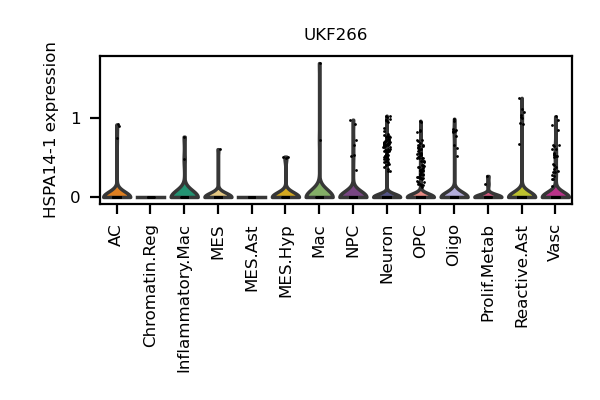 UKF266
HSPA14-1 expression
1
0
AC
Chromatin.Reg
Inflammatory.Mac
MES
MES.Ast
MES.Hyp
Mac
NPC
Neuron
OPC
Oligo
Prolif.Metab
Reactive.Ast
Vasc